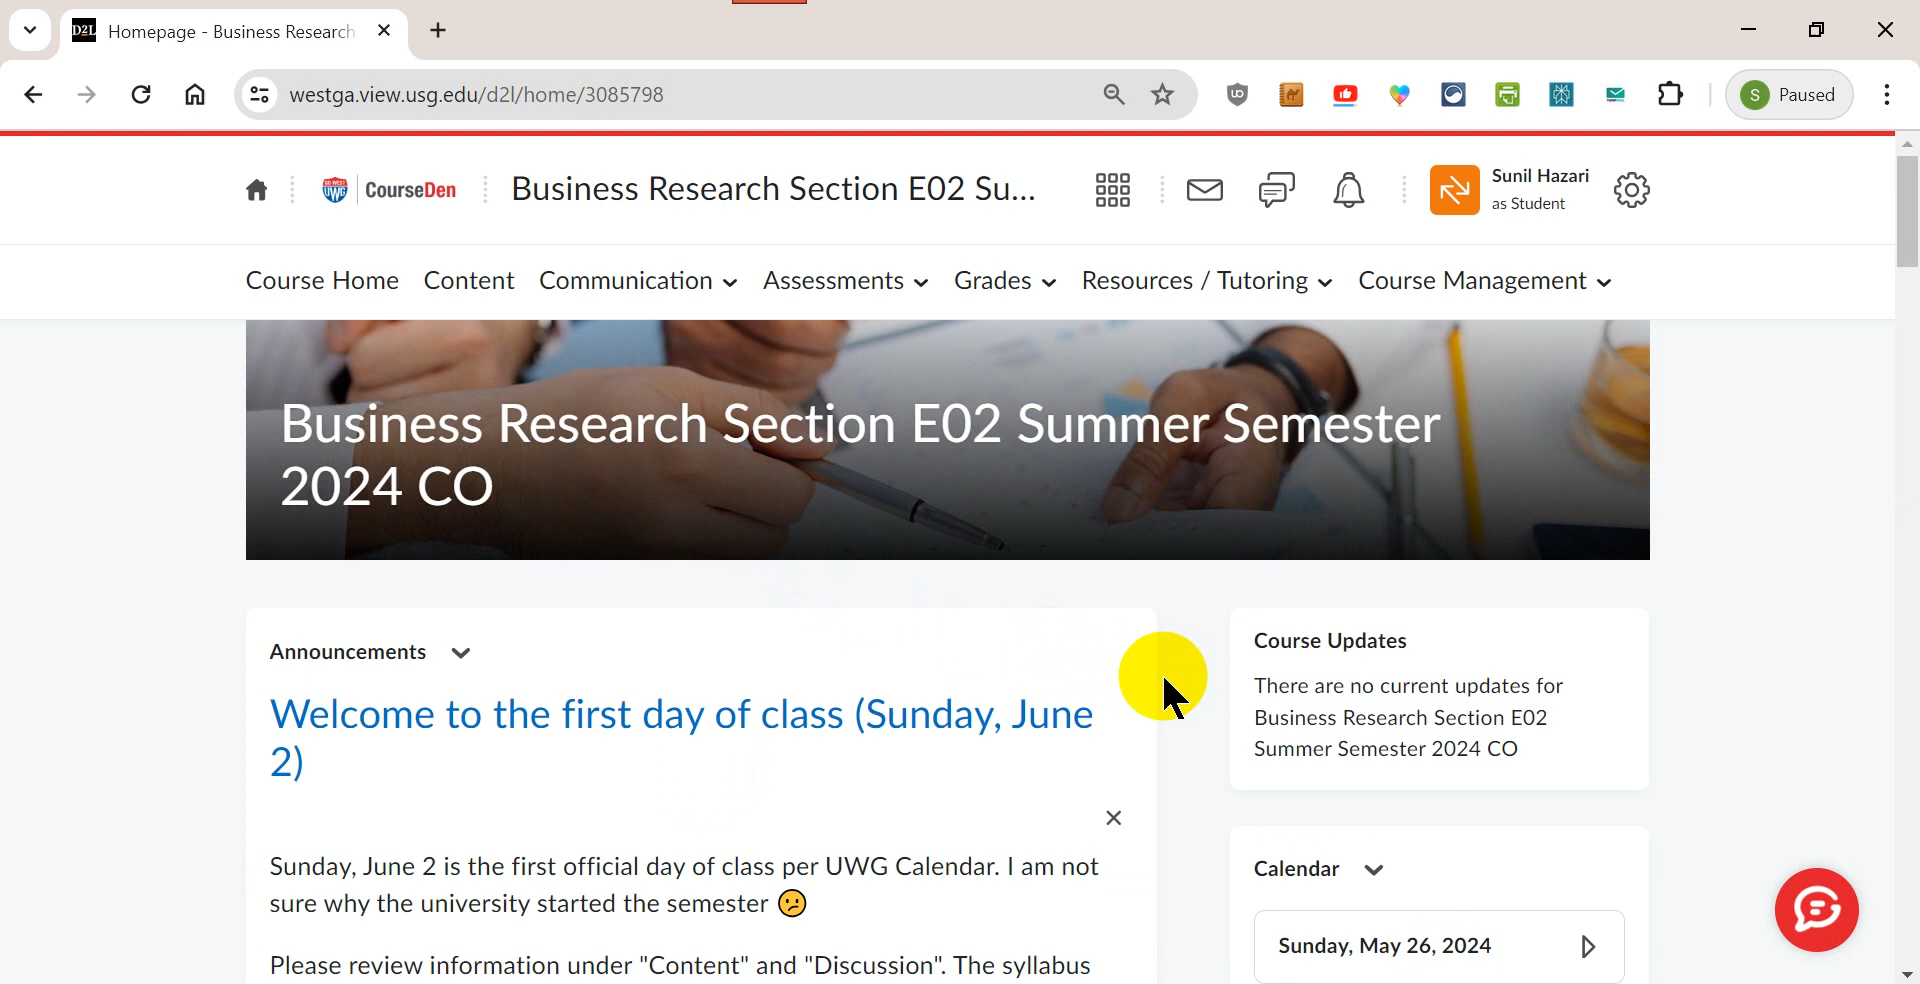 D2L Homepage - Business Research
westga.view.usg.edu/d2l/home/3085798
S Paused
GO WEST UWG CourseDen
Business Research Section E02 Su...
Sunil Hazari
as Student
Course Home Content Communication Assessments Grades Resources / Tutoring Course Management
Business Research Section E02 Summer Semester
2024 CO
Announcements
Welcome to the first day of class (Sunday, June
2)
Sunday, June 2 is the first official day of class per UWG Calendar. I am not
sure why the university started the semester
Please review information under "Content" and "Discussion". The syllabus
Course Updates
There are no current updates for
Business Research Section E02
Summer Semester 2024 CO
Calendar
Sunday, May 26, 2024